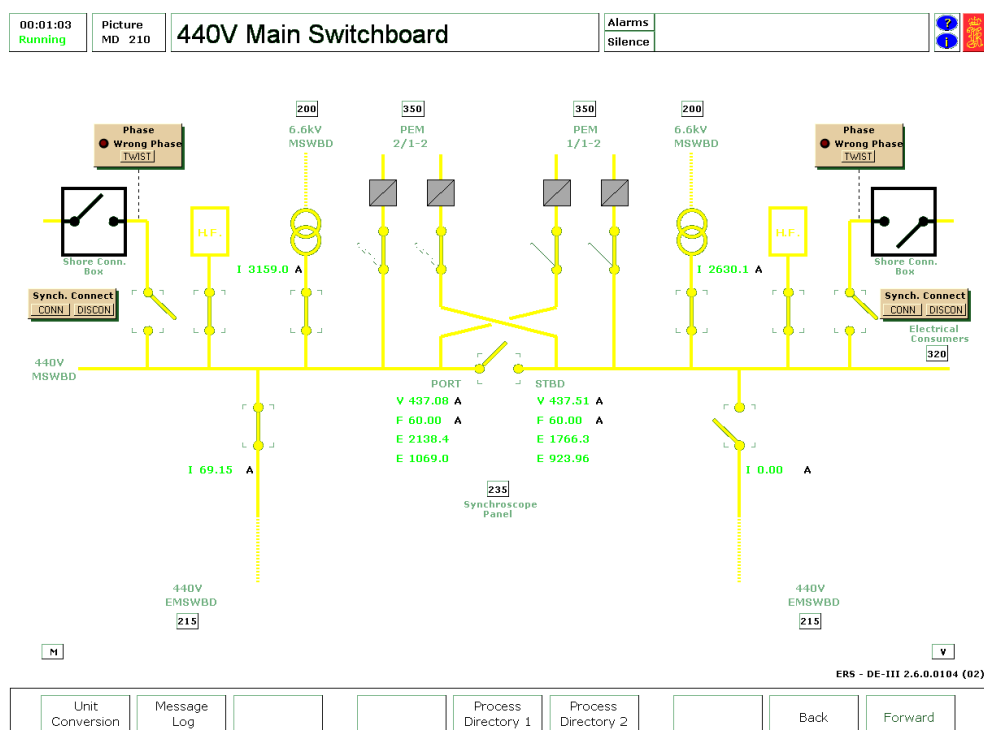 00:01:03
Running
Picture
MD 210
440V Main Switchboard
Alarms
Silence
?
i
200
350
350
200
6.6kV
MSWBD
PEM
2/1-2
PEM
1/1-2
6.6kV
MSWBD
Phase
Wrong Phase
TWIST
Phase
Wrong Phase
TWIST
H.F.
H.F.
Shore Conn.
Box
I 3159.0 A
I 2630.1 A
Shore Conn.
Box
Synch. Connect
CONN DISCON
Synch. Connect
CONN DISCON
Electrical
Consumers
320
440V
MSWBD
PORT
V 437.08 A
F 60.00 A
E 2138.4
E 1069.0
STBD
V 437.51 A
F 60.00 A
E 1766.3
E 923.96
I 69.15 A
I 0.00 A
235
Synchroscope
Panel
440V
EMSWBD
215
440V
EMSWBD
215
M
V
ERS - DE-III 2.6.0.0104 (02)
Unit
Conversion
Message
Log
Process
Directory 1
Process
Directory 2
Back
Forward